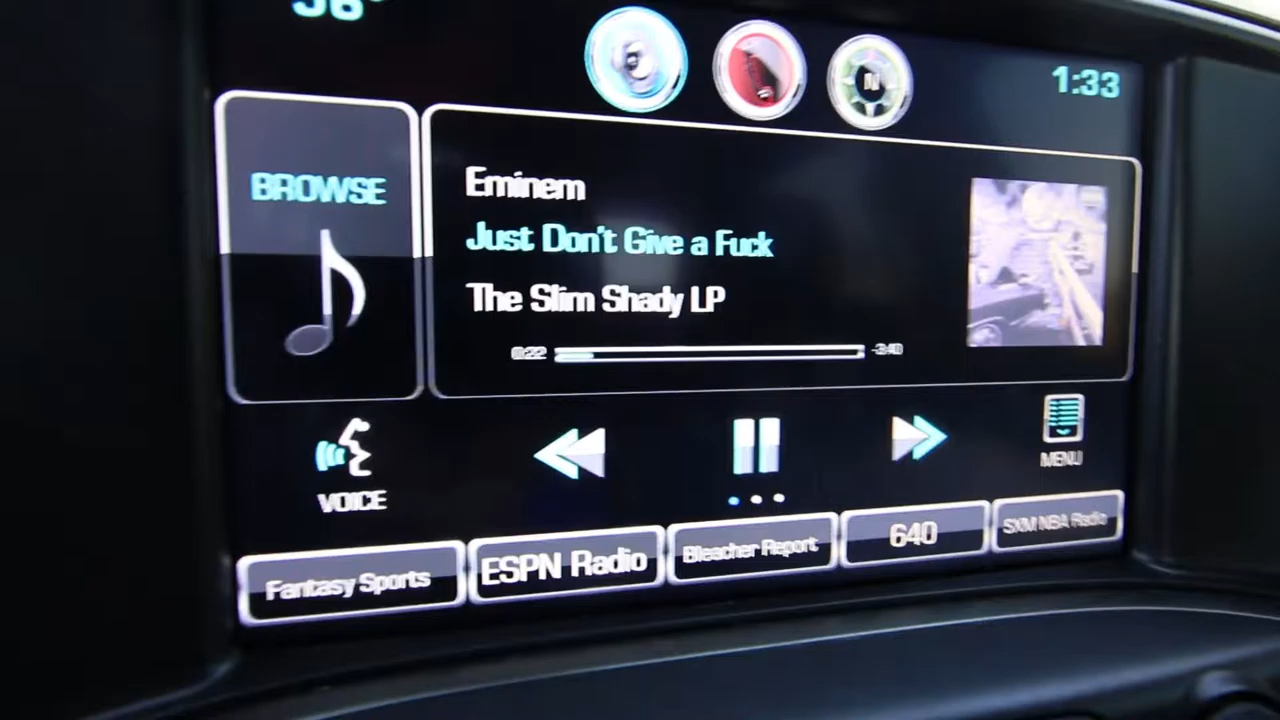 1:33
BROWSE
Eminem
Just Don't Give a Fuck
The Slim Shady LP
0:22
-3:40
VOICE
MENU
Fantasy Sports
ESPN Radio
Bleacher Report
640
SXM NBA Radio